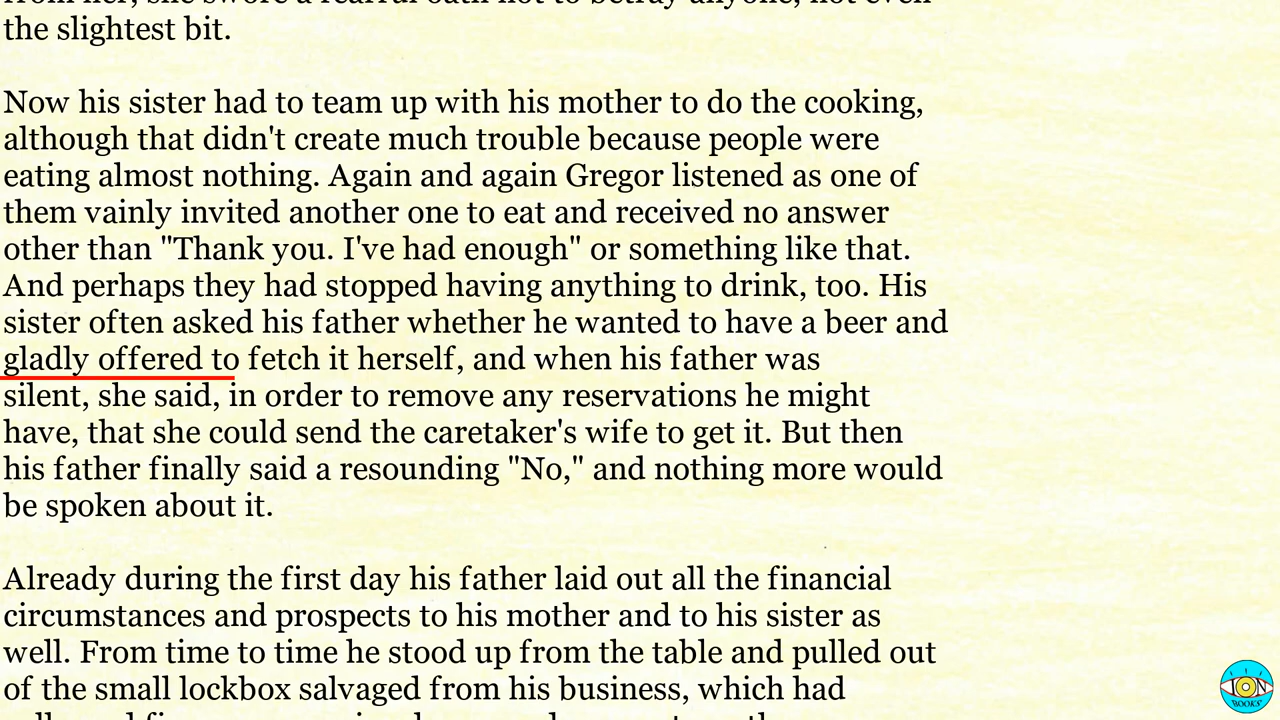 the slightest bit.
Now his sister had to team up with his mother to do the cooking,
although that didn't create much trouble because people were
eating almost nothing. Again and again Gregor listened as one of
them vainly invited another one to eat and received no answer
other than "Thank you. I've had enough" or something like that.
And perhaps they had stopped having anything to drink, too. His
sister often asked his father whether he wanted to have a beer and
gladly offered to fetch it herself, and when his father was
silent, she said, in order to remove any reservations he might
have, that she could send the caretaker's wife to get it. But then
his father finally said a resounding "No," and nothing more would
be spoken about it.
Already during the first day his father laid out all the financial
circumstances and prospects to his mother and to his sister as
well. From time to time he stood up from the table and pulled out
of the small lockbox salvaged from his business, which had
ION
BOOKS